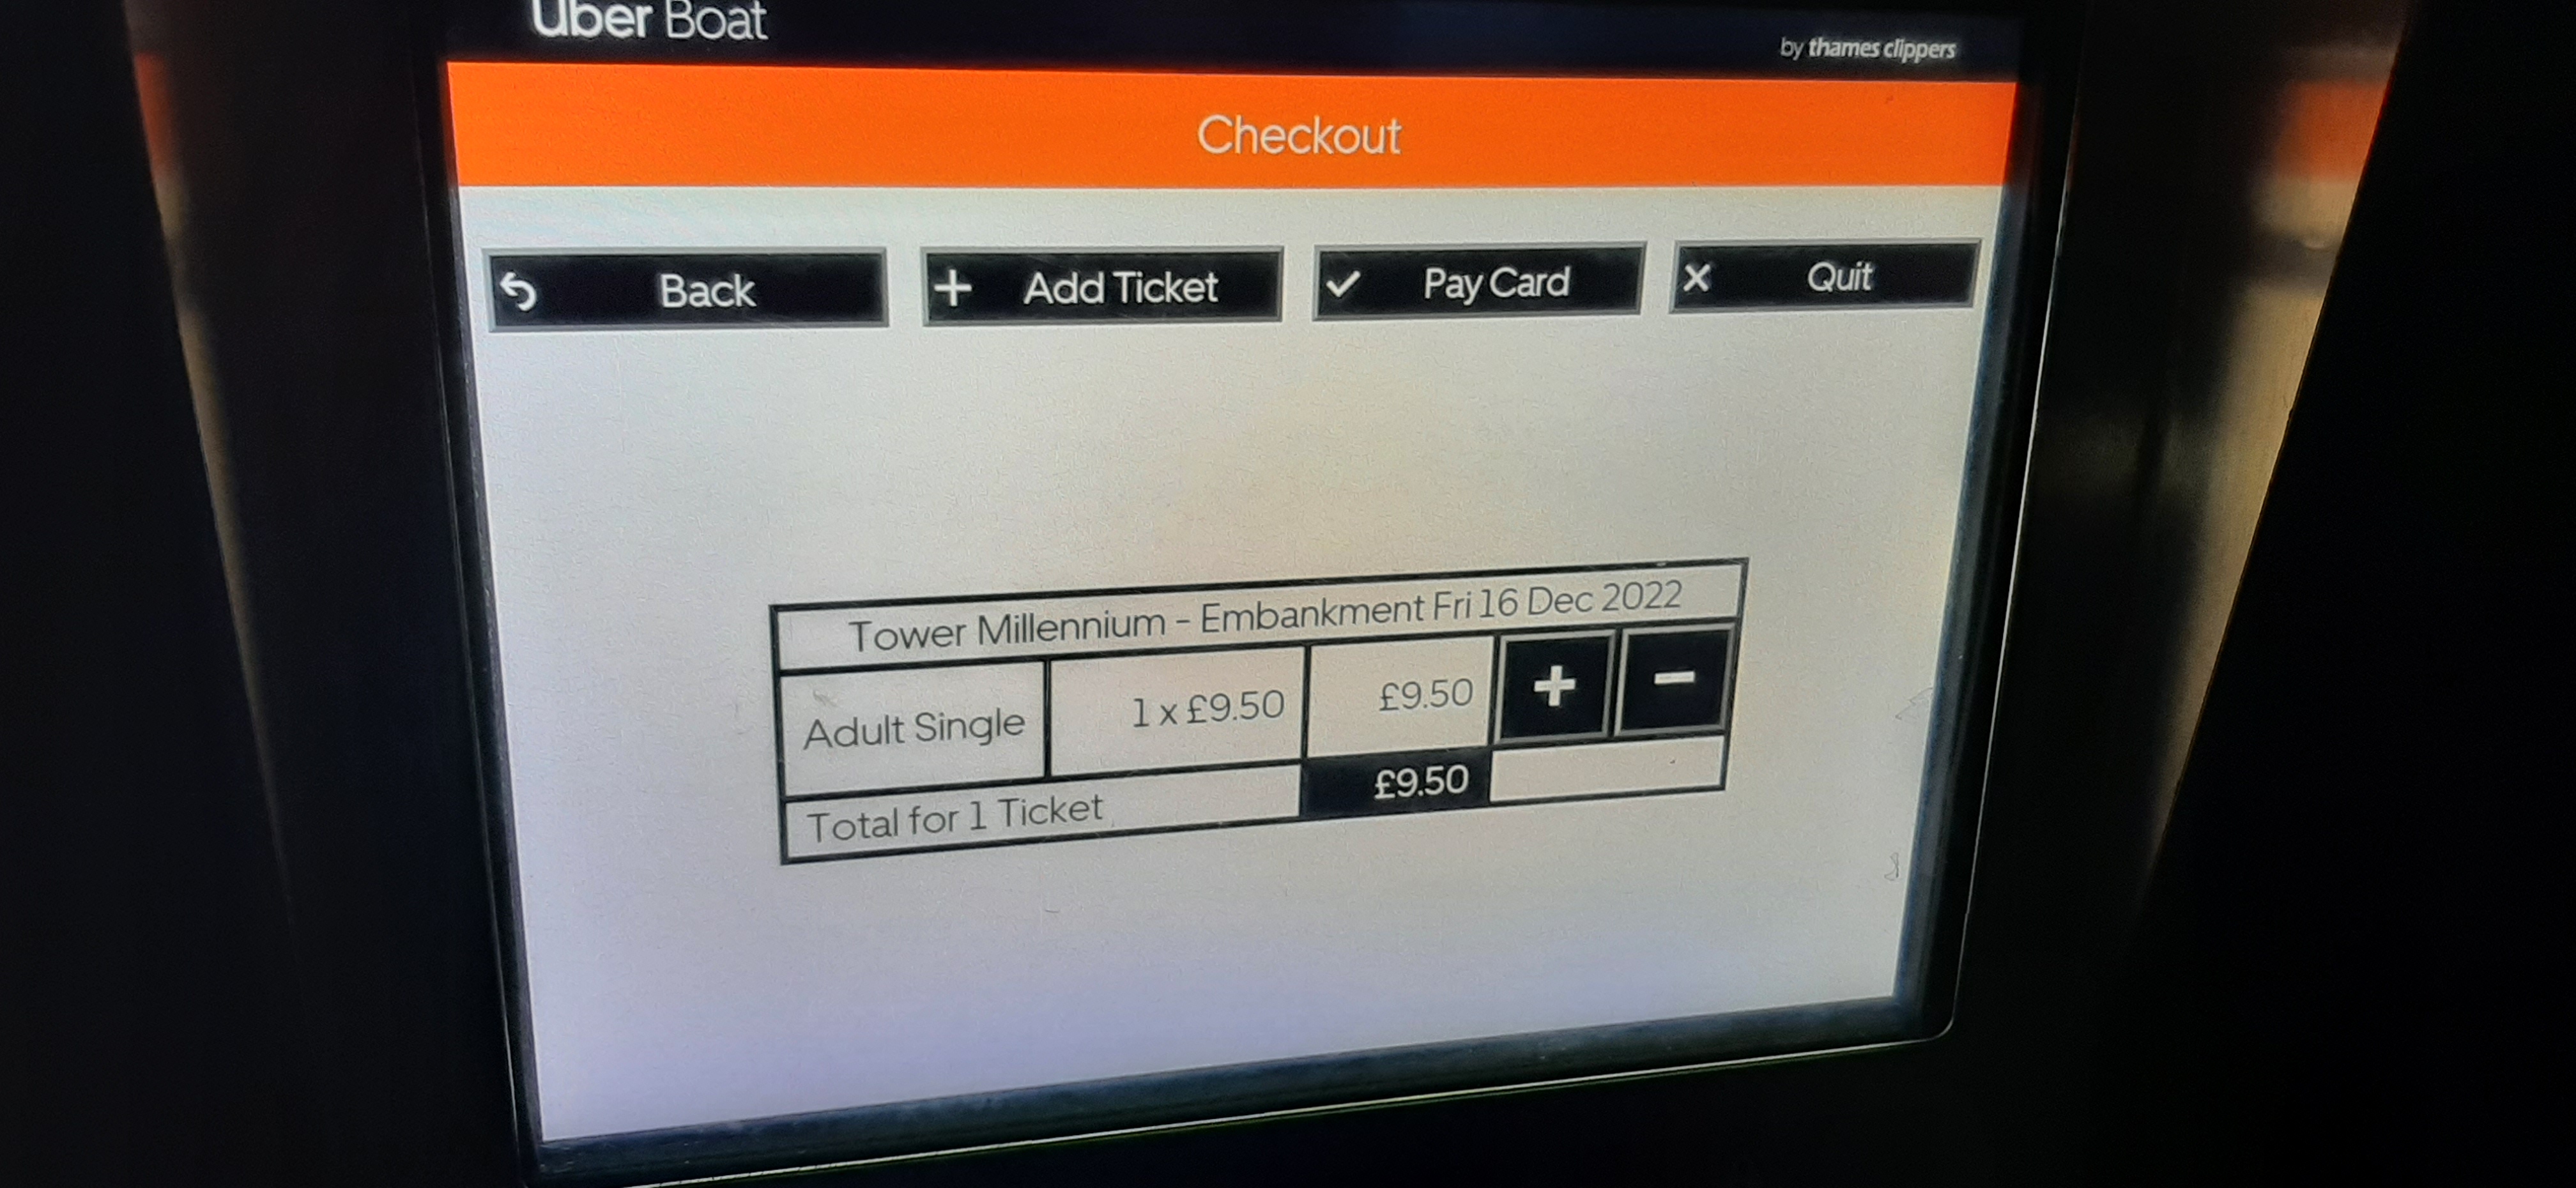 Uber Boat
by thames clippers
Checkout
Back
Add Ticket
Pay Card
Quit
Tower Millennium - Embankment Fri 16 Dec 2022
Adult Single 1 x £9.50 £9.50 + -
Total for 1 Ticket £9.50